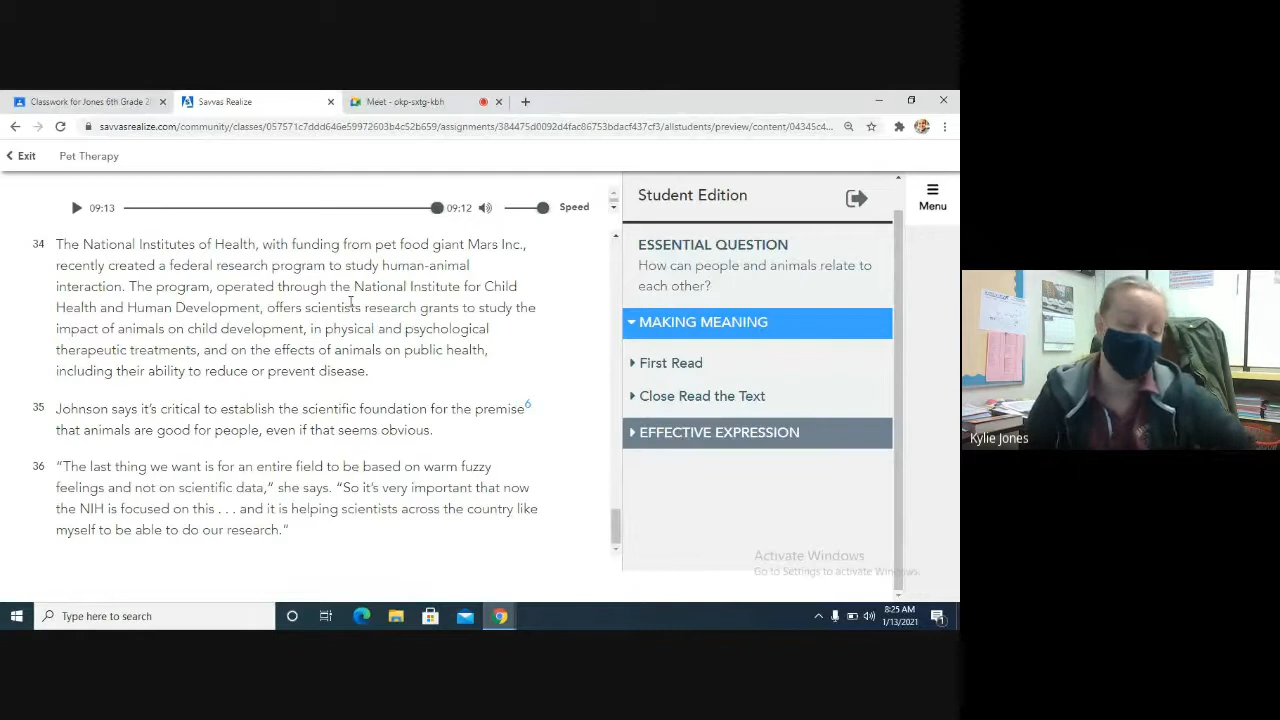 Classwork for Jones 6th Grade 2
Savvas Realize
Meet - okp-sxtg-kbh
savvasrealize.com/community/classes/057571c7ddd646e59972603b4c52b659/assignments/384475d0092d4fac86753bdacf437cf3/allstudents/preview/content/04345c4...
Exit
Pet Therapy
09:13
09:12
Speed
34 The National Institutes of Health, with funding from pet food giant Mars Inc.,
recently created a federal research program to study human-animal
interaction. The program, operated through the National Institute for Child
Health and Human Development, offers scientists research grants to study the
impact of animals on child development, in physical and psychological
therapeutic treatments, and on the effects of animals on public health,
including their ability to reduce or prevent disease.
35 Johnson says it's critical to establish the scientific foundation for the premise6
that animals are good for people, even if that seems obvious.
36 “The last thing we want is for an entire field to be based on warm fuzzy
feelings and not on scientific data,” she says. “So it's very important that now
the NIH is focused on this . . . and it is helping scientists across the country like
myself to be able to do our research.”
Student Edition
Menu
ESSENTIAL QUESTION
How can people and animals relate to
each other?
MAKING MEANING
First Read
Close Read the Text
EFFECTIVE EXPRESSION
Activate Windows
Go to Settings to activate Windows.
Type here to search
8:25 AM
1/13/2021
1
Kylie Jones